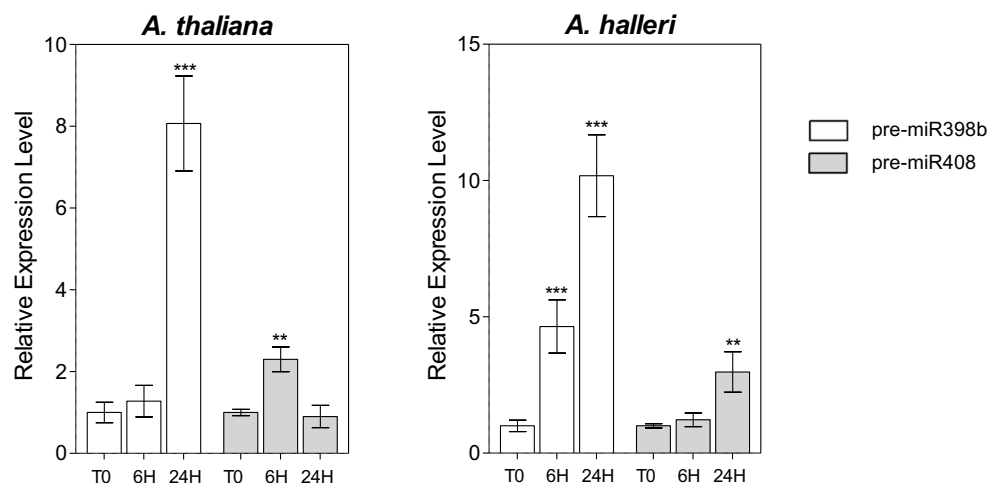 A. thaliana
Relative Expression Level
10
8
6
4
2
0
***
**
T0 6H 24H T0 6H 24H
A. halleri
Relative Expression Level
15
10
5
0
***
***
**
T0 6H 24H T0 6H 24H
pre-miR398b
pre-miR408